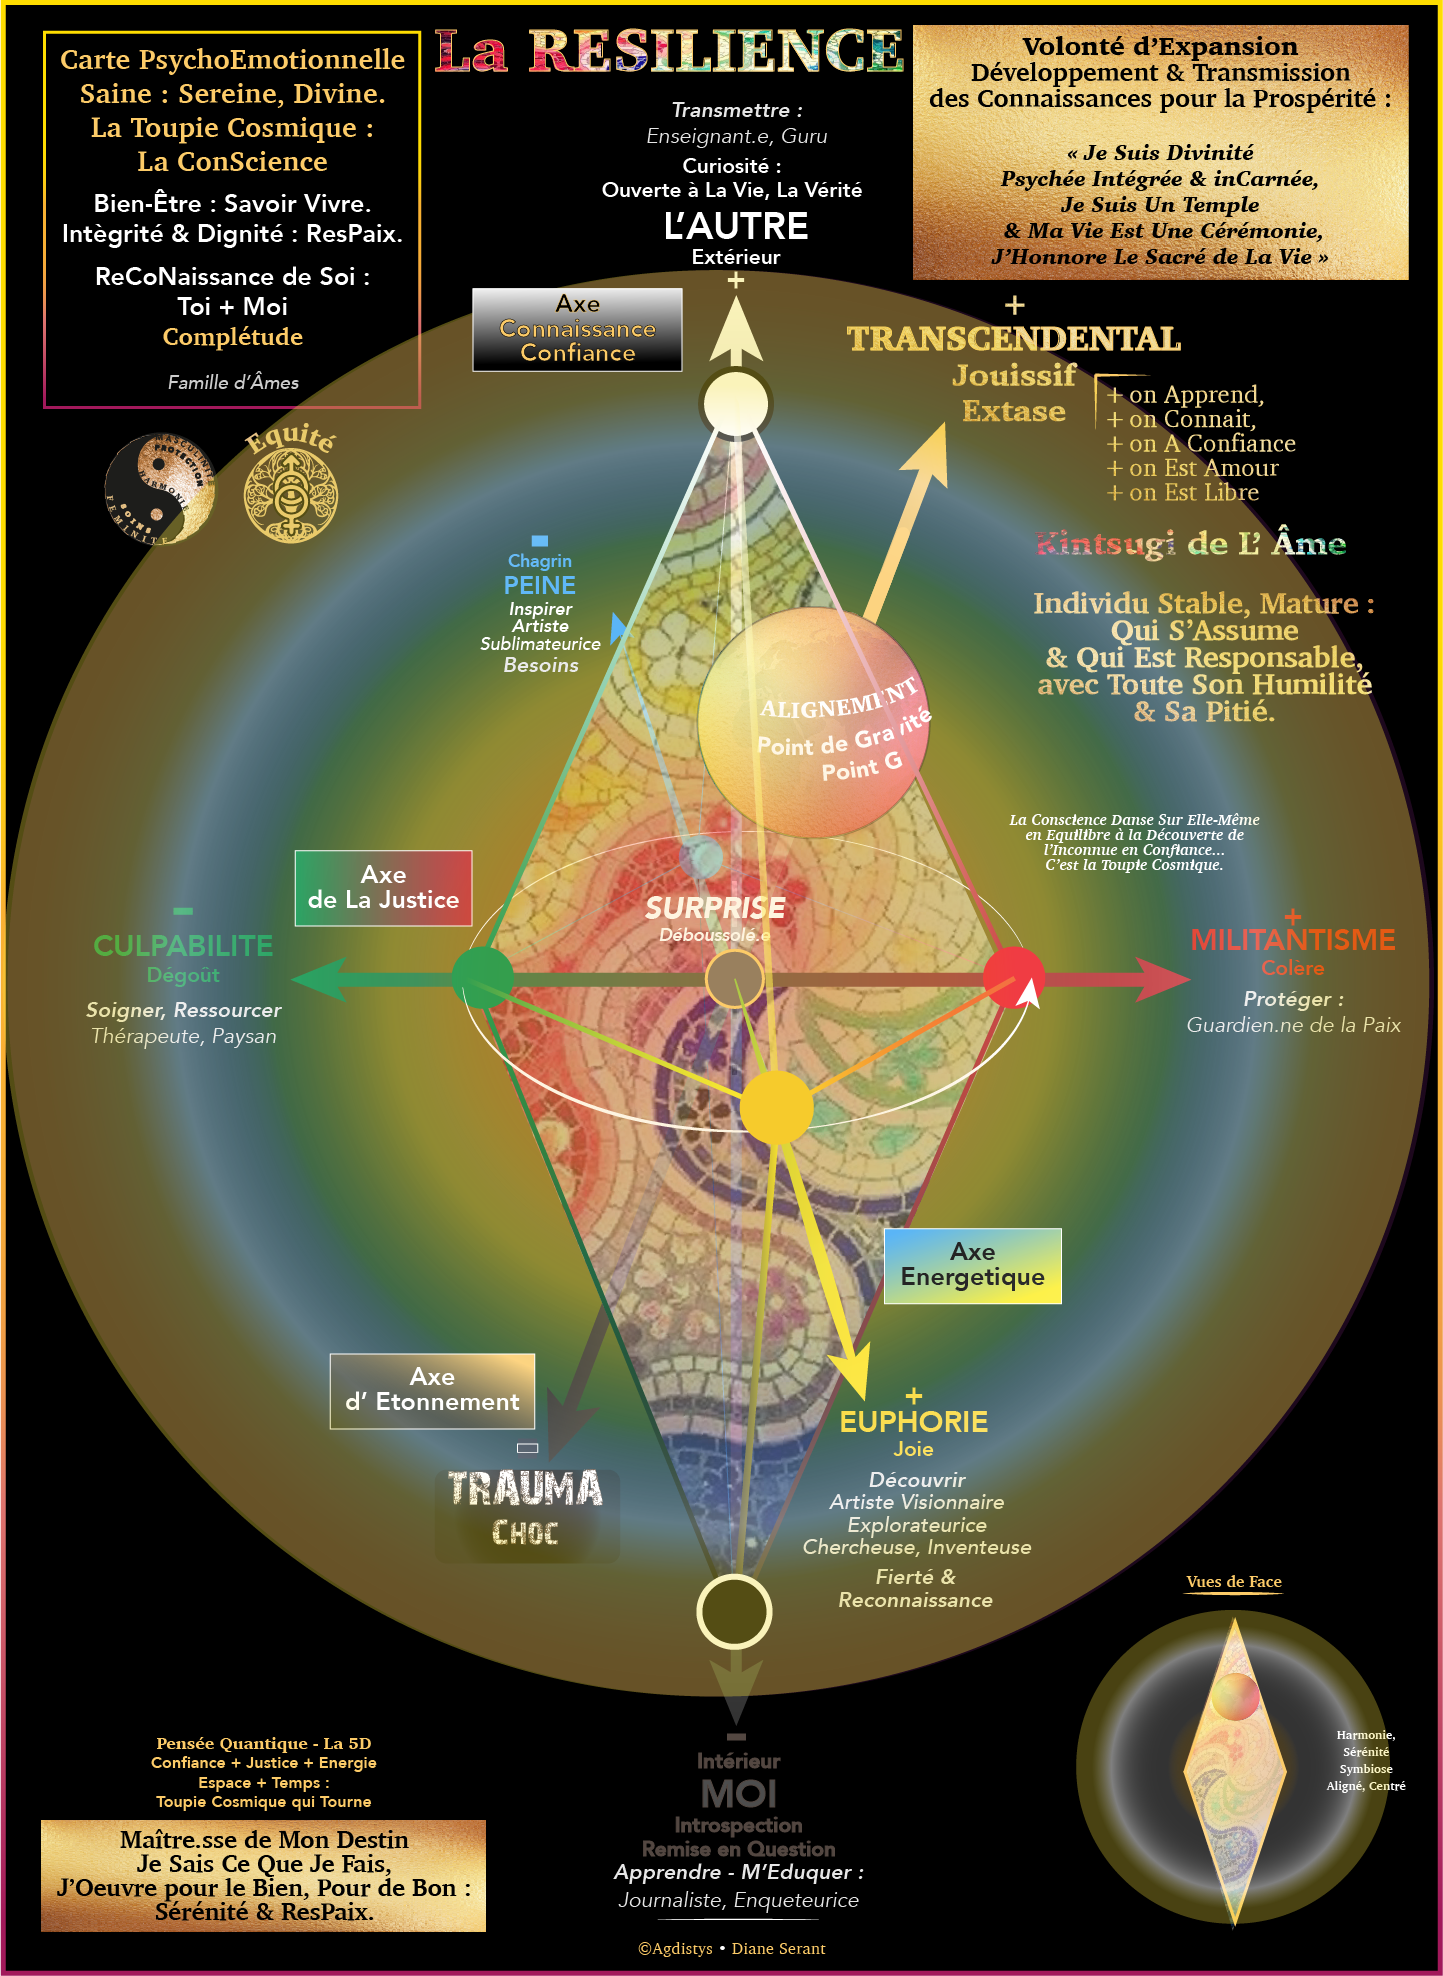 La RESILIENCE
Carte PsychoEmotionnelle
Saine : Sereine, Divine.
La Toupie Cosmique :
La ConScience
Bien-Être : Savoir Vivre.
Intègrité & Dignité : ResPaix.
ReCoNaissance de Soi :
Toi + Moi
Complétude
Famille d’Âmes
Transmettre :
Enseignant.e, Guru
Curiosité :
Ouverte à La Vie, La Vérité
L’AUTRE
Extérieur
+
Volonté d’Expansion
Développement & Transmission
des Connaissances pour la Prospérité :
« Je Suis Divinité
Psychée Intégrée & inCarnée,
Je Suis Un Temple
& Ma Vie Est Une Cérémonie,
J’Honnore Le Sacré de La Vie »
Axe
Connaissance
Confiance
+
TRANSCENDENTAL
Jouissif
Extase
+ on Apprend,
+ on Connait,
+ on A Confiance
+ on Est Amour
+ on Est Libre
MASCULINITE
PROTECTION
HARMONIE
SOINS
FEMINITE
Equité
Kintsugi de L’ Âme
Individu Stable, Mature :
Qui S’Assume
& Qui Est Responsable,
avec Toute Son Humilité
& Sa Pitié.
-
Chagrin
PEINE
Inspirer
Artiste
Sublimateurice
Besoins
ALIGNEMENT
Point de Gravité
Point G
La Conscience Danse Sur Elle-Même
en Equilibre à la Découverte de
l’Inconnue en Confiance...
C’est la Toupie Cosmique.
Axe
de La Justice
SURPRISE
Déboussolé.e
-
CULPABILITE
Dégoût
Soigner, Ressourcer
Thérapeute, Paysan
+
MILITANTISME
Colère
Protéger :
Guardien.ne de la Paix
Axe
Energetique
Axe
d’ Etonnement
-
TRAUMA
CHOC
+
EUPHORIE
Joie
Découvrir
Artiste Visionnaire
Explorateurice
Chercheuse, Inventeuse
Fierté &
Reconnaissance
Vues de Face
Harmonie,
Sérénité
Symbiose
Aligné, Centré
-
Intérieur
MOI
Introspection
Remise en Question
Apprendre - M’Eduquer :
Journaliste, Enqueteurice
Pensée Quantique - La 5D
Confiance + Justice + Energie
Espace + Temps :
Toupie Cosmique qui Tourne
Maître.sse de Mon Destin
Je Sais Ce Que Je Fais,
J’Oeuvre pour le Bien, Pour de Bon :
Sérénité & ResPaix.
©Agdistys • Diane Serant